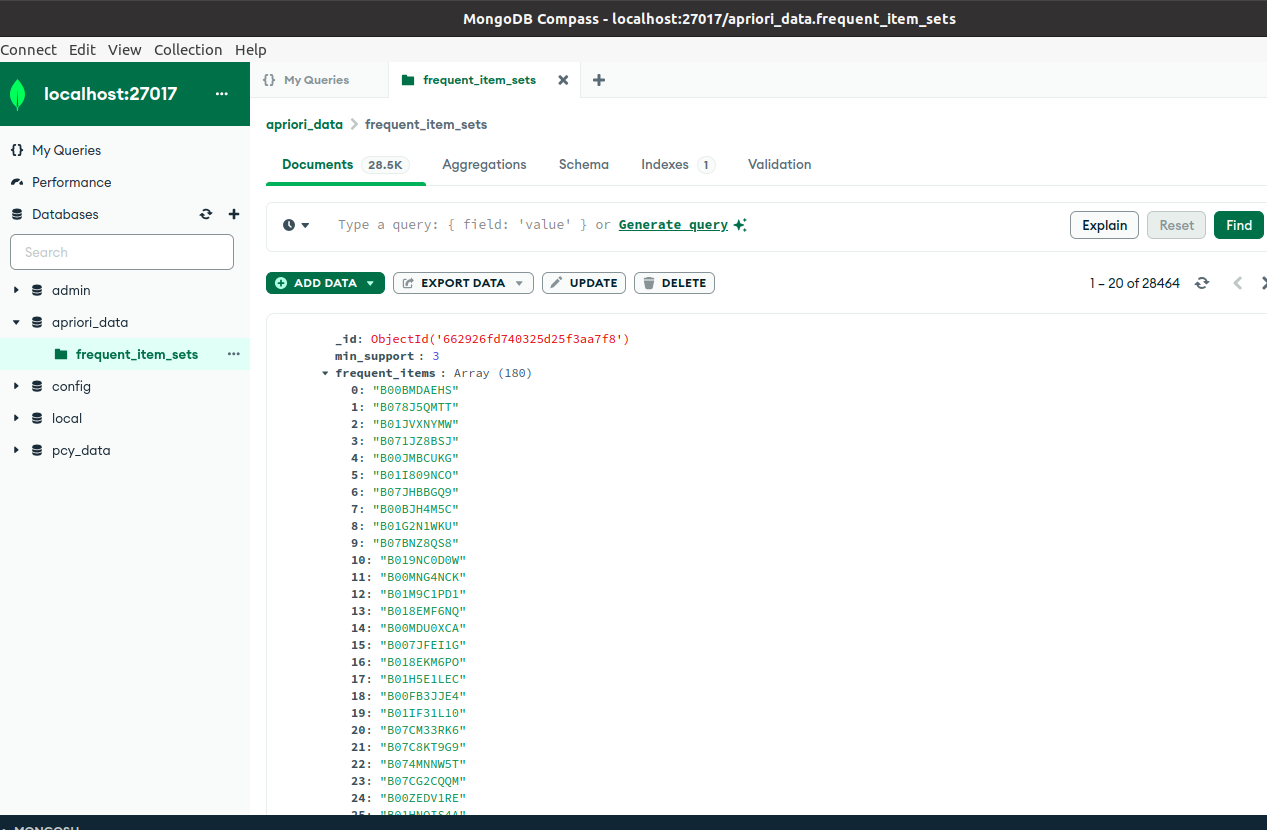 MongoDB Compass - localhost:27017/apriori_data.frequent_item_sets
Connect Edit View Collection Help
localhost:27017 ...
{} My Queries
Performance
Databases
Search
admin
apriori_data
frequent_item_sets ...
config
local
pcy_data
{} My Queries
frequent_item_sets
apriori_data > frequent_item_sets
Documents 28.5K Aggregations Schema Indexes 1 Validation
Type a query: { field: 'value' } or Generate query
Explain Reset Find
ADD DATA EXPORT DATA UPDATE DELETE
1 – 20 of 28464
_id: ObjectId('662926fd740325d25f3aa7f8')
min_support : 3
frequent_items : Array (180)
0: "B00BMDAEHS"
1: "B078J5QMTT"
2: "B01JVXNYMW"
3: "B071JZ8BSJ"
4: "B00JMBCUKG"
5: "B01I809NCO"
6: "B07JHBBGQ9"
7: "B00BJH4M5C"
8: "B01G2N1WKU"
9: "B07BNZ8QS8"
10: "B019NC0D0W"
11: "B00MNG4NCK"
12: "B01M9C1PD1"
13: "B018EMF6NQ"
14: "B00MDU0XCA"
15: "B007JFEI1G"
16: "B018EKM6PO"
17: "B01H5E1LEC"
18: "B00FB3JJE4"
19: "B01IF31L10"
20: "B07CM33RK6"
21: "B07C8KT9G9"
22: "B074MNNW5T"
23: "B07CG2CQQM"
24: "B00ZEDV1RE"